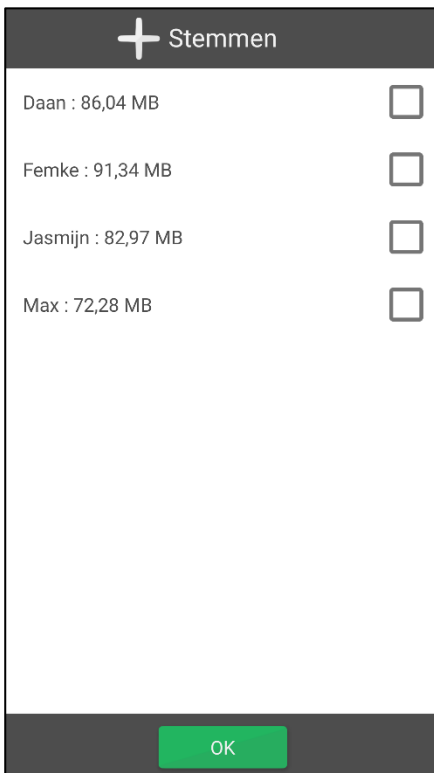 Stemmen
Daan : 86,04 MB
Femke : 91,34 MB
Jasmijn : 82,97 MB
Max : 72,28 MB
OK